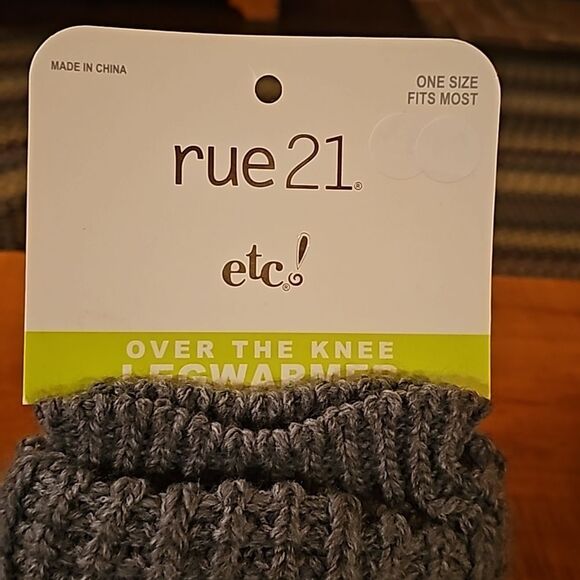 MADE IN CHINA
ONE SIZE
FITS MOST
rue21®
etc!®
OVER THE KNEE
LEGWARMER